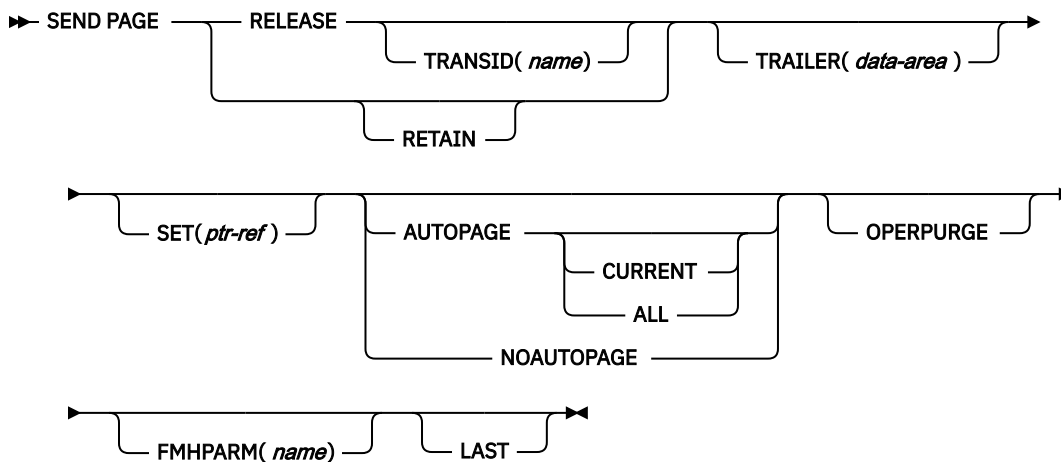 SEND PAGE RELEASE
TRANSID( name) TRAILER( data-area )
RETAIN
SET( ptr-ref ) AUTOPAGE OPERPURGE
CURRENT
ALL
NOAUTOPAGE
FMHPARM( name) LAST